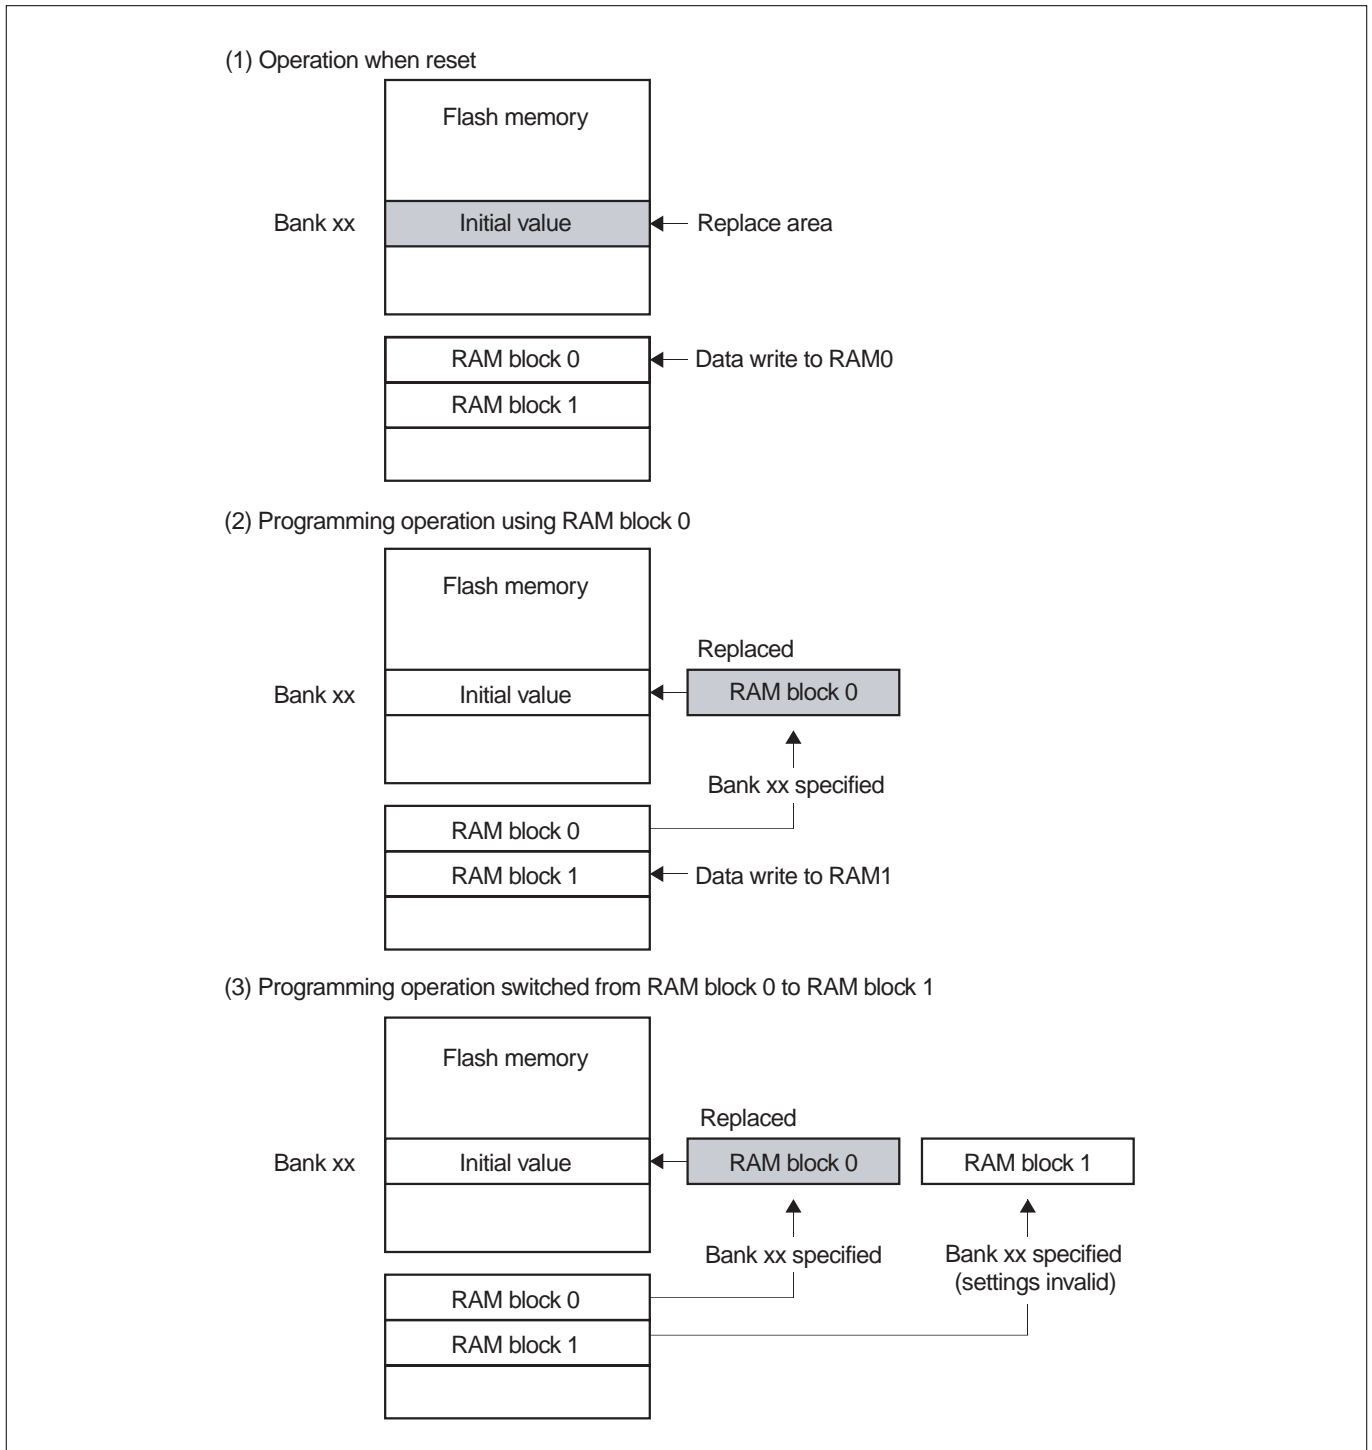 (1) Operation when reset
Flash memory
Bank xx
Initial value
Replace area
RAM block 0
Data write to RAM0
RAM block 1
(2) Programming operation using RAM block 0
Flash memory
Replaced
Bank xx
Initial value
RAM block 0
Bank xx specified
RAM block 0
RAM block 1
Data write to RAM1
(3) Programming operation switched from RAM block 0 to RAM block 1
Flash memory
Replaced
Bank xx
Initial value
RAM block 0
RAM block 1
Bank xx specified
Bank xx specified
(settings invalid)
RAM block 0
RAM block 1